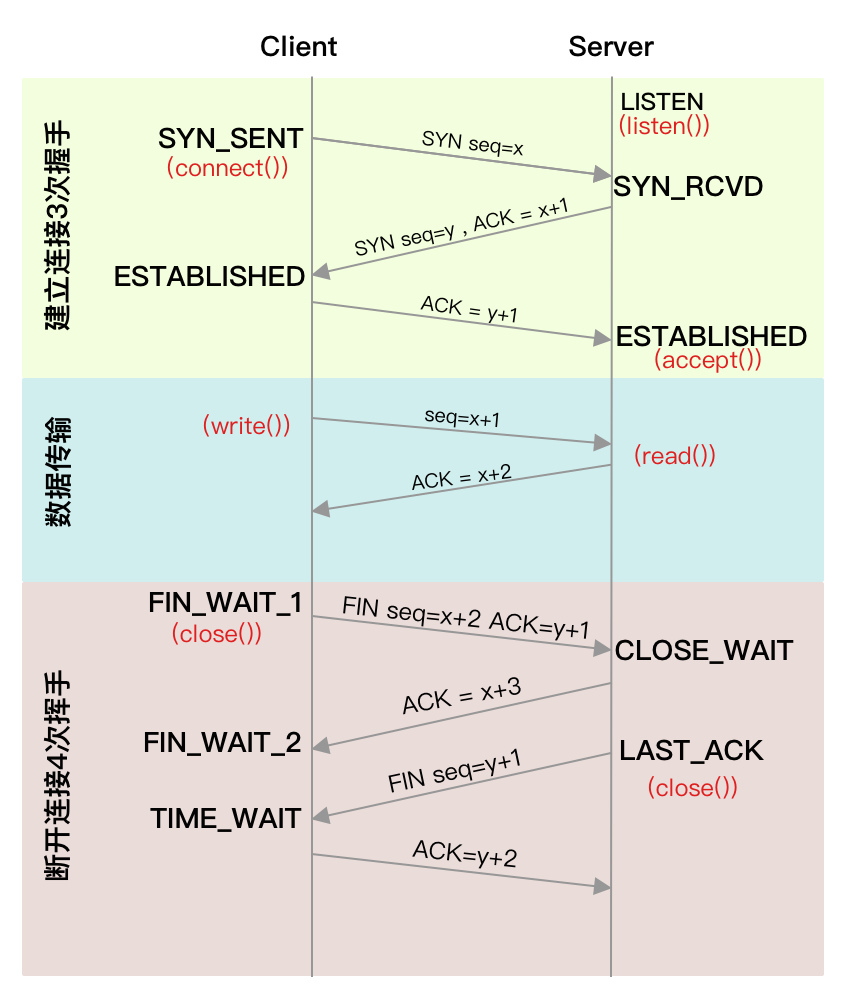 Client
Server
建立连接3次握手
LISTEN
(listen())
SYN_SENT
(connect())
SYN seq=x
SYN_RCVD
SYN seq=y , ACK = x+1
ESTABLISHED
ACK = y+1
ESTABLISHED
(accept())
数据传输
(write())
seq=x+1
(read())
ACK = x+2
断开连接4次挥手
FIN_WAIT_1
(close())
FIN seq=x+2 ACK=y+1
CLOSE_WAIT
ACK = x+3
FIN_WAIT_2
LAST_ACK
(close())
FIN seq=y+1
TIME_WAIT
ACK=y+2